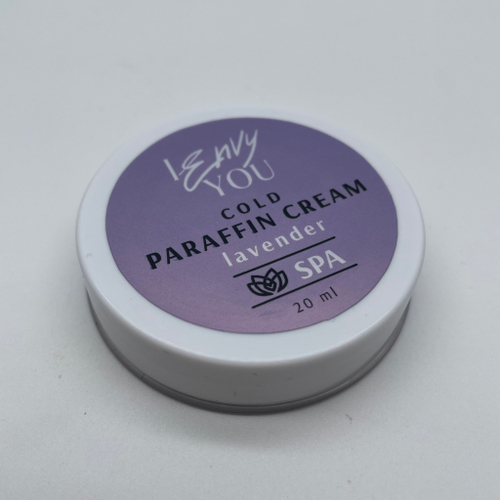 I Envy
YOU
COLD
PARAFFIN CREAM
lavender
SPA
20 ml